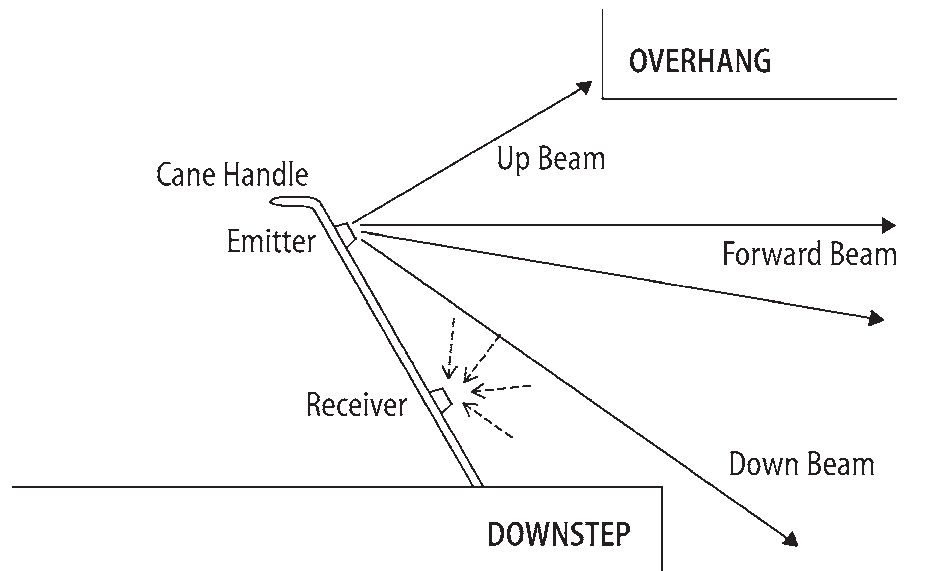 OVERHANG
Up Beam
Cane Handle
Emitter
Forward Beam
Receiver
Down Beam
DOWNSTEP